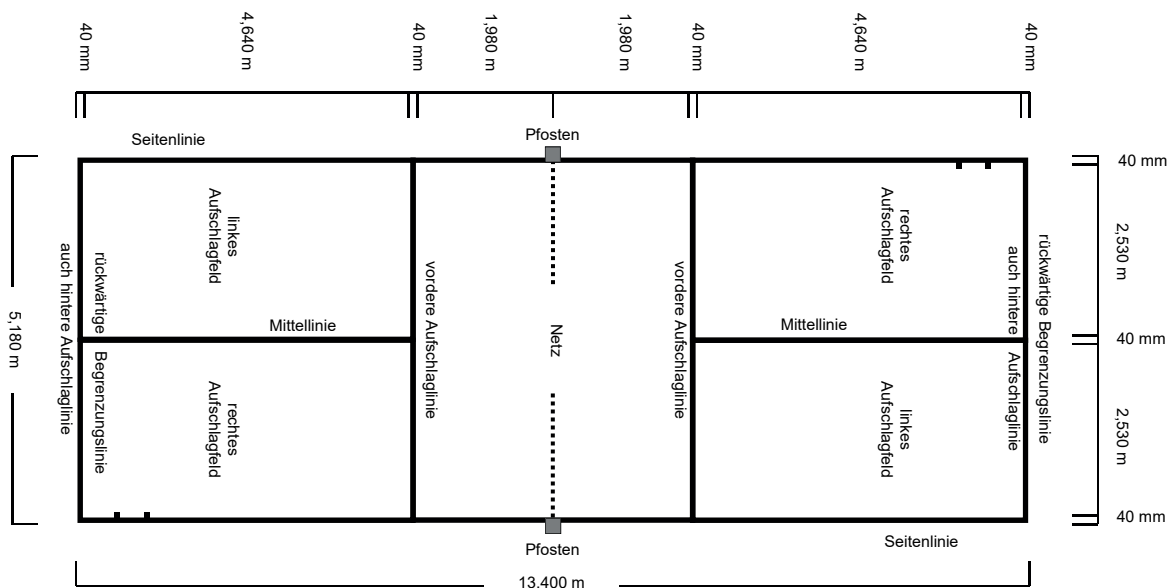 40 mm
4,640 m
40 mm
1,980 m
1,980 m
40 mm
4,640 m
40 mm
Seitenlinie
Pfosten
40 mm
linkes
Aufschlagfeld
rechtes
Aufschlagfeld
2,530 m
auch hintere Aufschlaglinie
rückwärtige Begrenzungslinie
vordere Aufschlaglinie
vordere Aufschlaglinie
auch hintere Aufschlaglinie
rückwärtige Begrenzungslinie
5,180 m
Mittellinie
Netz
Mittellinie
40 mm
rechtes
Aufschlagfeld
linkes
Aufschlagfeld
2,530 m
40 mm
Pfosten
Seitenlinie
13,400 m